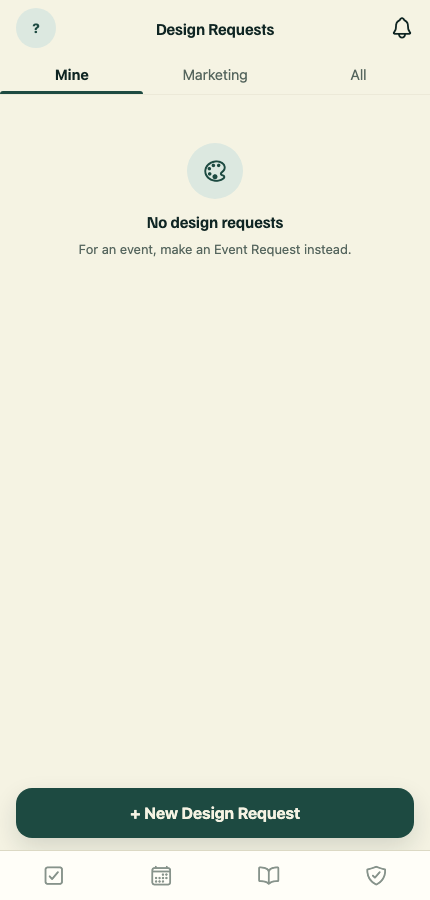 ?
Design Requests
Mine
Marketing
All
No design requests
For an event, make an Event Request instead.
+ New Design Request